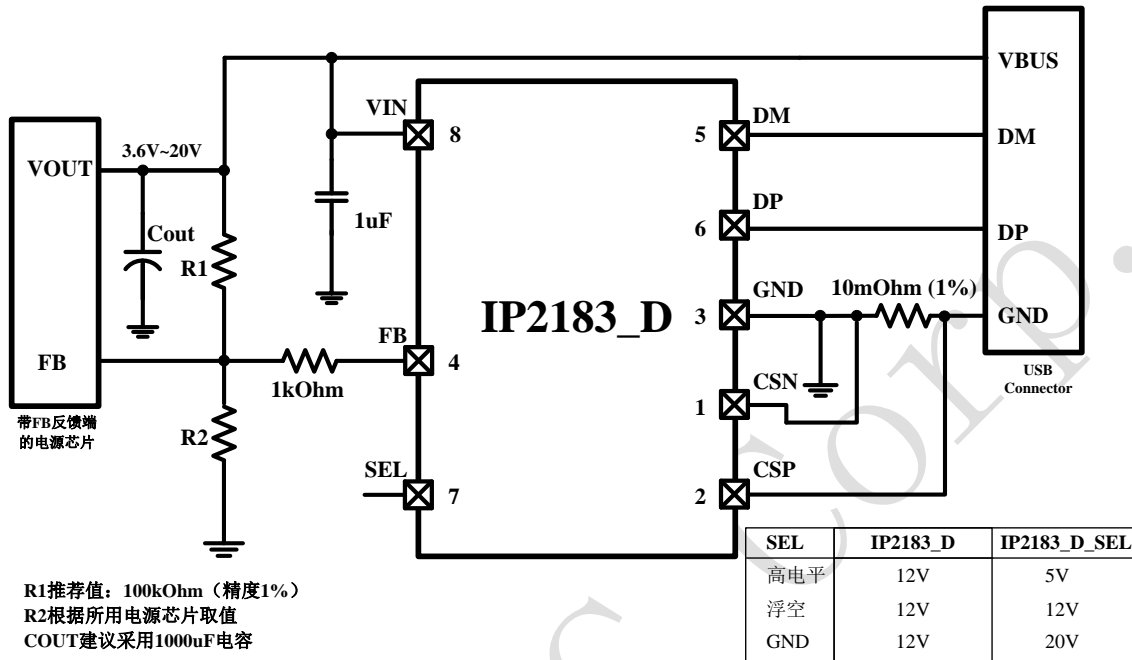 VBUS
VIN
8
5
DM
DM
VOUT
3.6V~20V
Cout
R1
1uF
6
DP
DP
IP2183_D
3
GND
10mOhm (1%)
GND
FB
1kOhm
FB
4
USB
Connector
CSN
1
带FB反馈端
的电源芯片
R2
SEL
7
CSP
2
SEL IP2183_D IP2183_D_SEL
高电平 12V 5V
浮空 12V 12V
GND 12V 20V
R1推荐值：100kOhm（精度1%）
R2根据所用电源芯片取值
COUT建议采用1000uF电容
Corp.